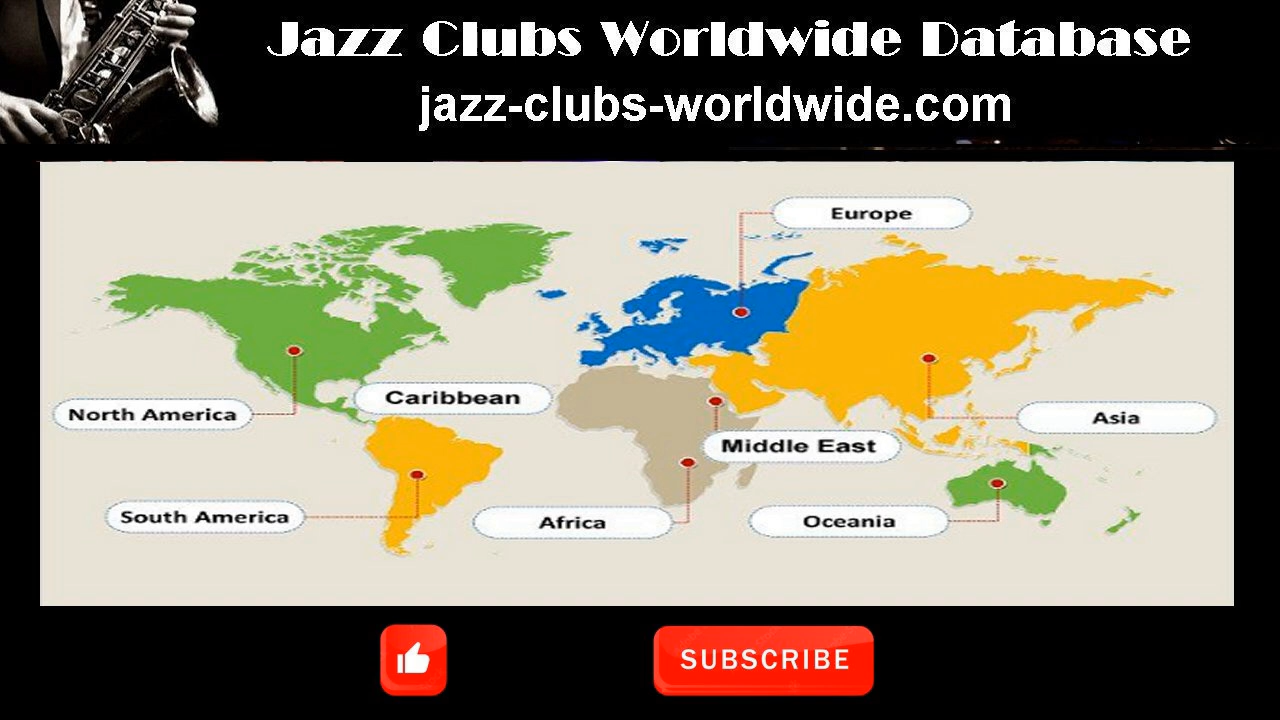 Jazz Clubs Worldwide Database
jazz-clubs-worldwide.com
Europe
Caribbean
North America
Asia
Middle East
South America
Africa
Oceania
SUBSCRIBE